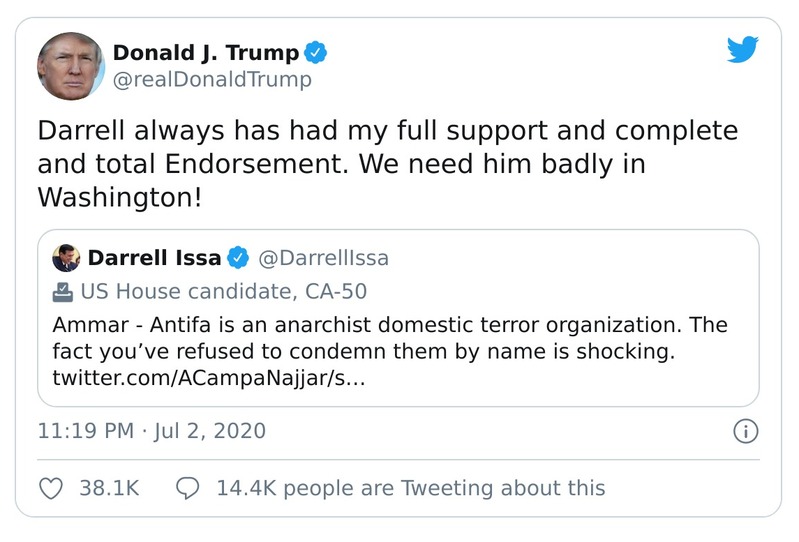 Donald J. Trump
@realDonaldTrump
Darrell always has had my full support and complete
and total Endorsement. We need him badly in
Washington!
Darrell Issa @DarrellIssa
US House candidate, CA-50
Ammar - Antifa is an anarchist domestic terror organization. The
fact you’ve refused to condemn them by name is shocking.
twitter.com/ACampaNajjar/s…
11:19 PM · Jul 2, 2020
38.1K 14.4K people are Tweeting about this